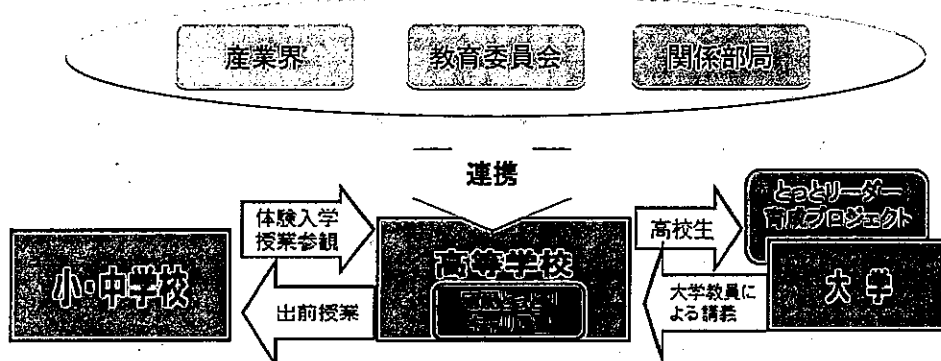 産業界
教育委員会
関係部局
連携
体験入学
授業参観
高校生
とっとリーダー
育成プロジェクト
小・中学校
高等学校
大学
出前授業
大学教員に
よる講義